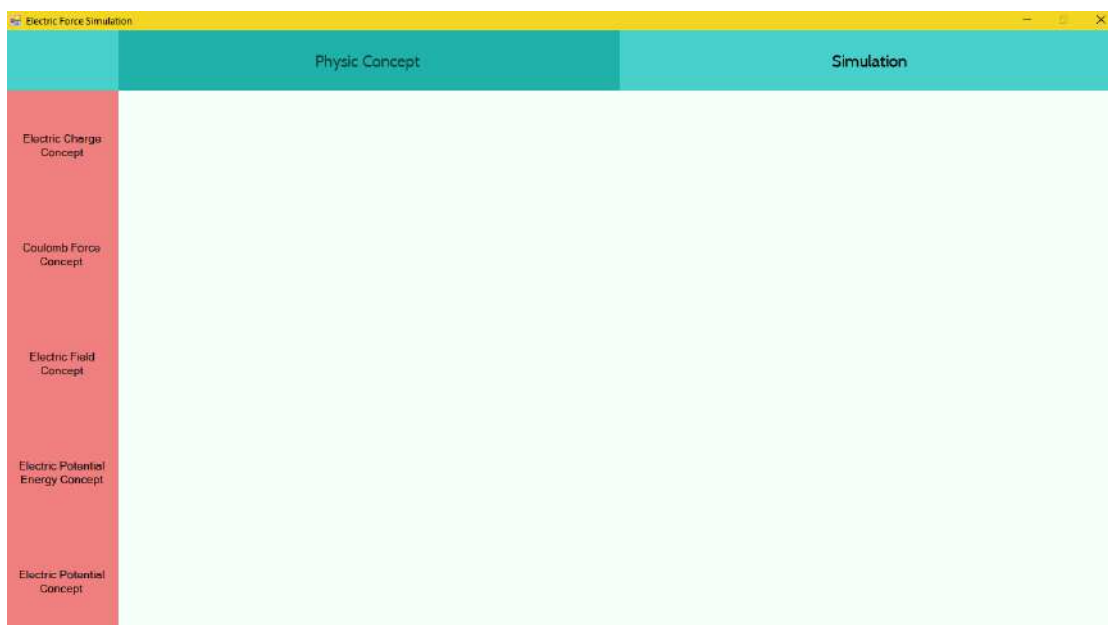 Electric Force Simulation
Physic Concept
Simulation
Electric Charge
Concept
Coulomb Force
Concept
Electric Field
Concept
Electric Potential
Energy Concept
Electric Potential
Concept